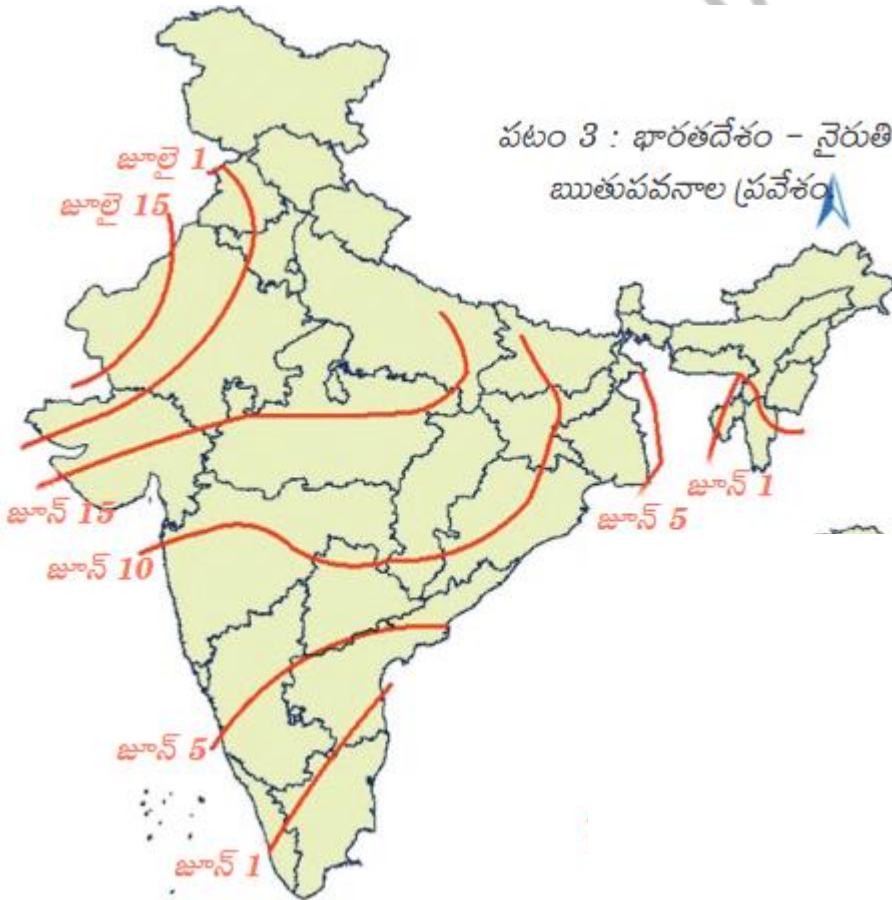 పటం 3 : భారతదేశం – నైరుతి
ఋతుపవనాల ప్రవేశం
జూలై 1
జూలై 15
జూన్ 15
జూన్ 10
జూన్ 5
జూన్ 1
జూన్ 5
జూన్ 1